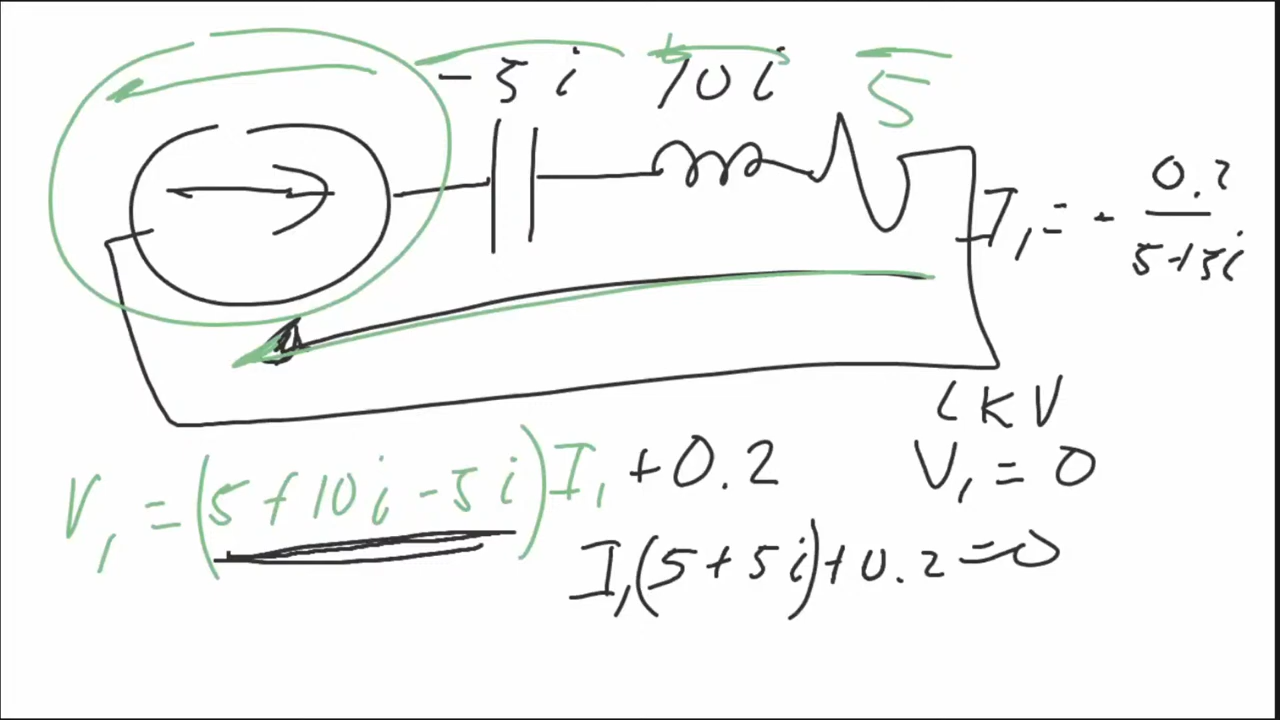 -5i 10i 5
I₁ = - 0.2 / 5+5i
LKV
V₁ = (5+10i-5i) I₁ + 0.2
V₁ = 0
I₁(5+5i)+0.2=0